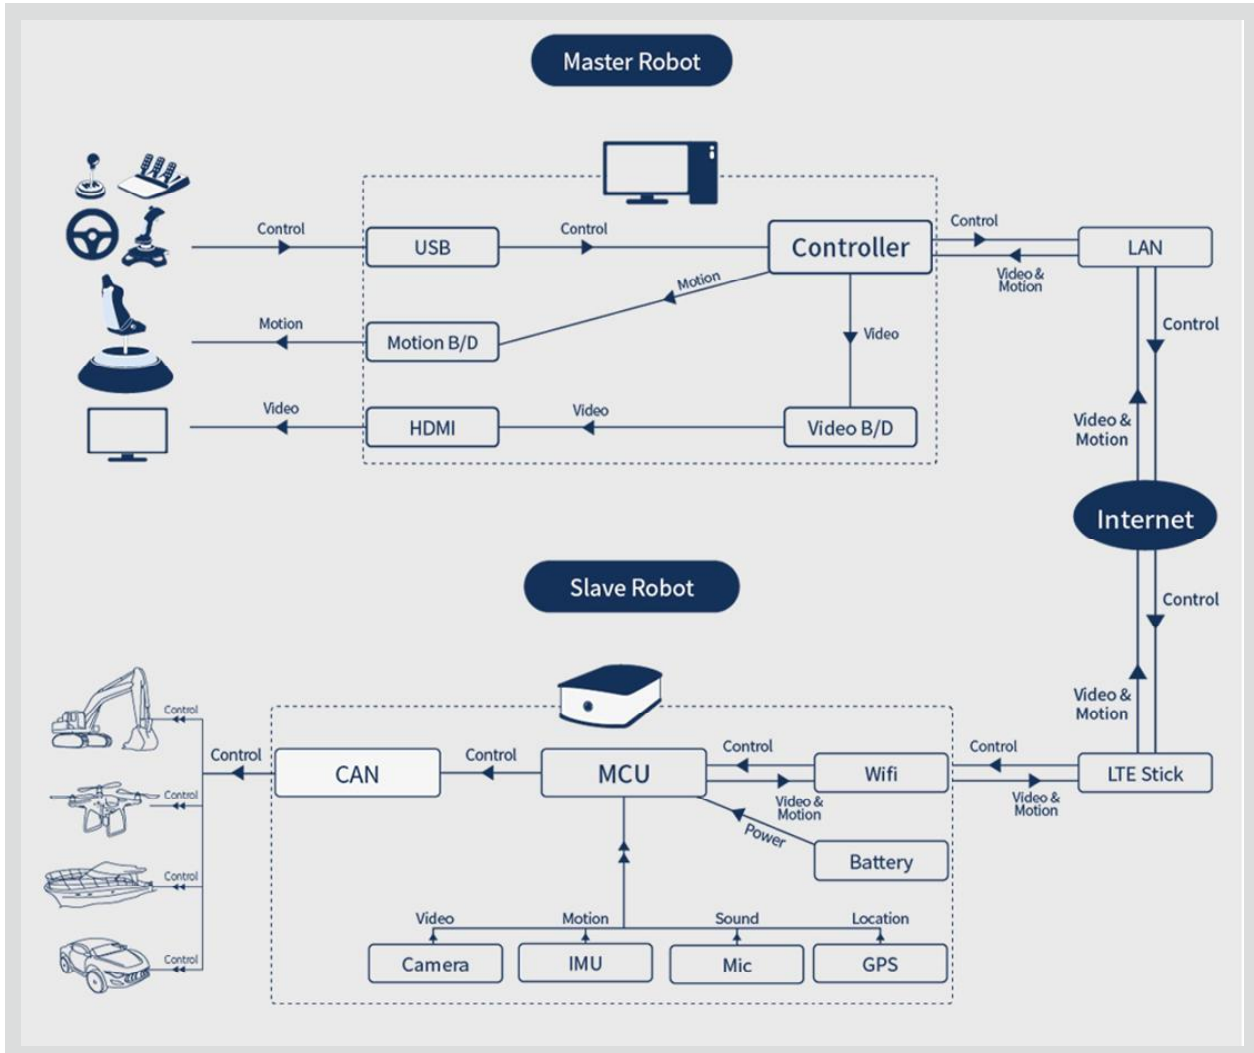 Master Robot
Control
USB
Control
Controller
Control
Video &
Motion
LAN
Motion
Motion
Motion B/D
Video
Control
Video
HDMI
Video
Video B/D
Video &
Motion
Internet
Slave Robot
Control
Video &
Motion
Control
Control
CAN
Control
MCU
Control
Video &
Motion
Wifi
Control
Video &
Motion
LTE Stick
Control
Power
Battery
Control
Video
Motion
Sound
Location
Camera
IMU
Mic
GPS
Control